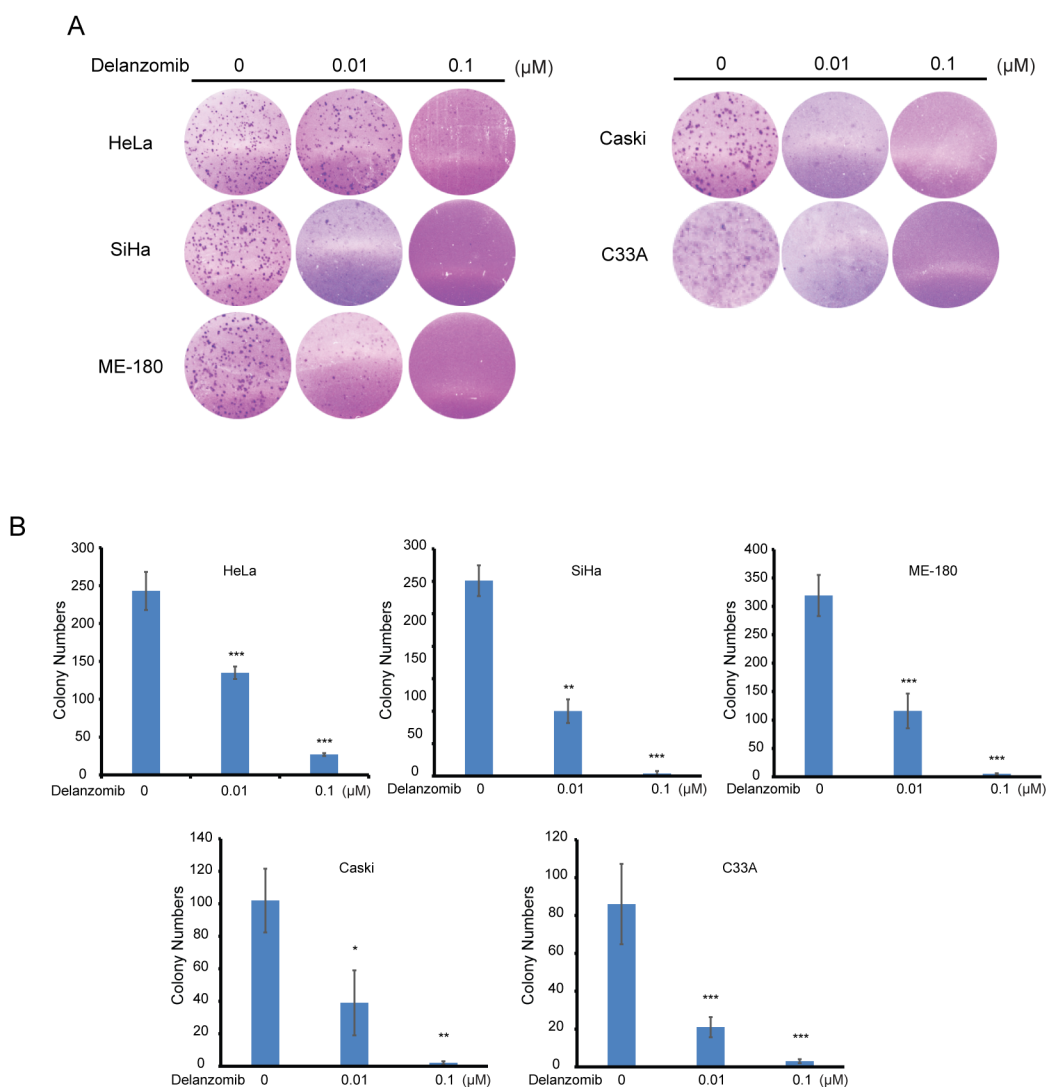 A
Delanzomib 0 0.01 0.1 (μM)
HeLa
SiHa
ME-180
0 0.01 0.1 (μM)
Caski
C33A
B
HeLa
Colony Numbers
300
250
200
150
100
50
0
Delanzomib 0 0.01 0.1 (μM)
***
***
SiHa
Colony Numbers
300
250
200
150
100
50
0
Delanzomib 0 0.01 0.1 (μM)
**
***
ME-180
Colony Numbers
400
350
300
250
200
150
100
50
0
Delanzomib 0 0.01 0.1 (μM)
***
***
Caski
Colony Numbers
140
120
100
80
60
40
20
0
Delanzomib 0 0.01 0.1 (μM)
*
**
C33A
Colony Numbers
120
100
80
60
40
20
0
Delanzomib 0 0.01 0.1 (μM)
***
***